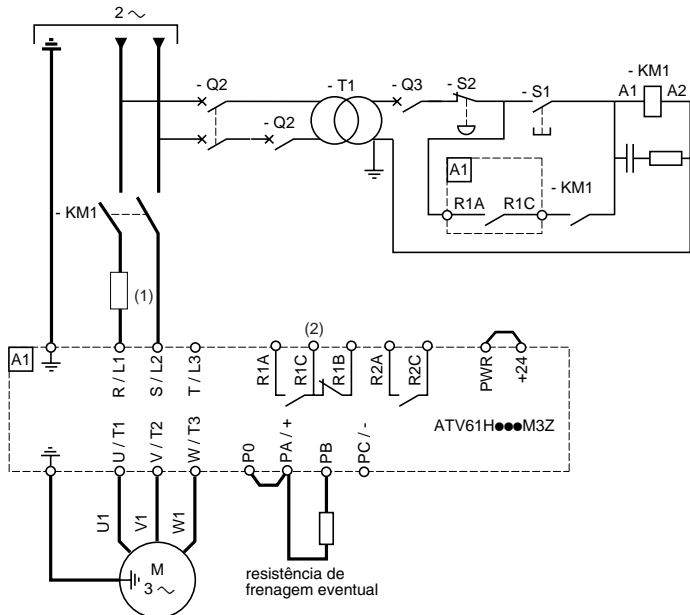 2 ~
- Q2
- T1
- Q3
- S2
- S1
- KM1
A1 A2
- Q2
A1
R1A R1C
- KM1
- KM1
(1)
(2)
A1
R / L1
S / L2
T / L3
R1A
R1C
R1B
R2A
R2C
PWR
+24
ATV61H●●●M3Z
U / T1
V / T2
W / T3
P0
PA / +
PB
PC / -
U1
V1
W1
M
3 ~
resistência de
frenagem eventual